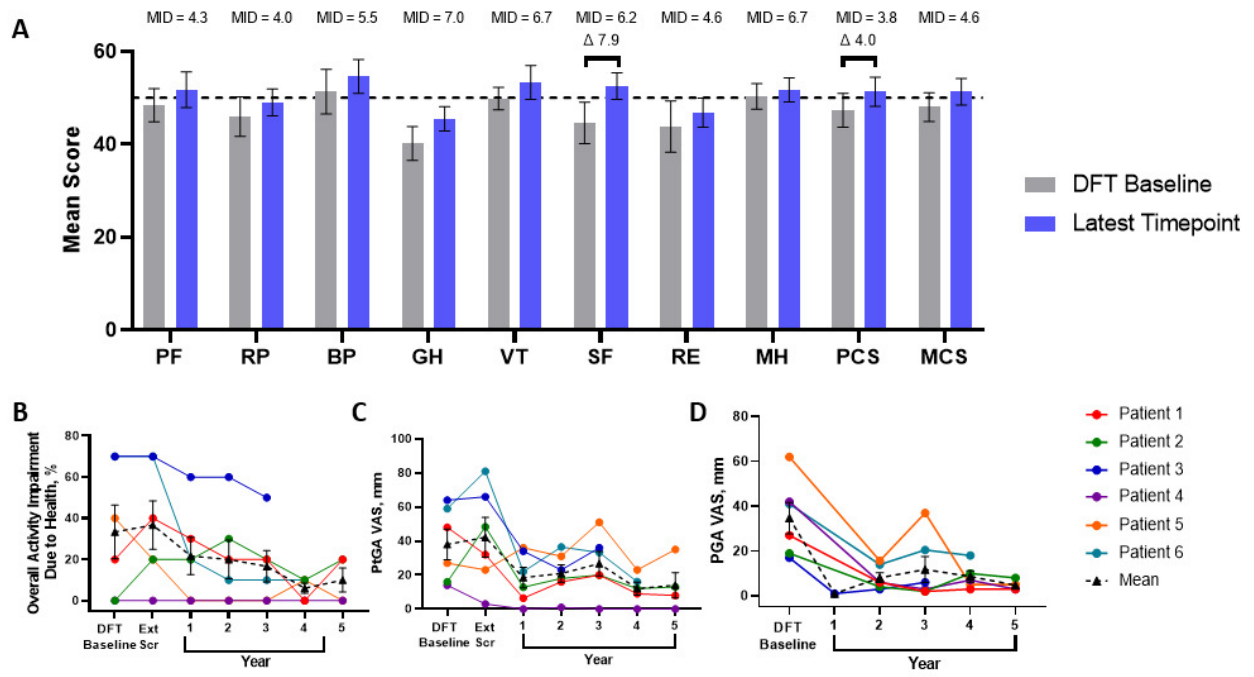 A
MID = 4.3 MID = 4.0 MID = 5.5 MID = 7.0 MID = 6.7 MID = 6.2 MID = 4.6 MID = 6.7 MID = 3.8 MID = 4.6
Δ 7.9 Δ 4.0
Mean Score
60
40
20
0
PF RP BP GH VT SF RE MH PCS MCS
DFT Baseline
Latest Timepoint
B
Overall Activity Impairment
Due to Health, %
80
60
40
20
0
DFT Baseline
Ext Scr
1 2 3 4 5
Year
C
PtGA VAS, mm
100
80
60
40
20
0
DFT Baseline
Ext Scr
1 2 3 4 5
Year
D
PGA VAS, mm
80
60
40
20
0
DFT Baseline
1 2 3 4 5
Year
Patient 1
Patient 2
Patient 3
Patient 4
Patient 5
Patient 6
Mean